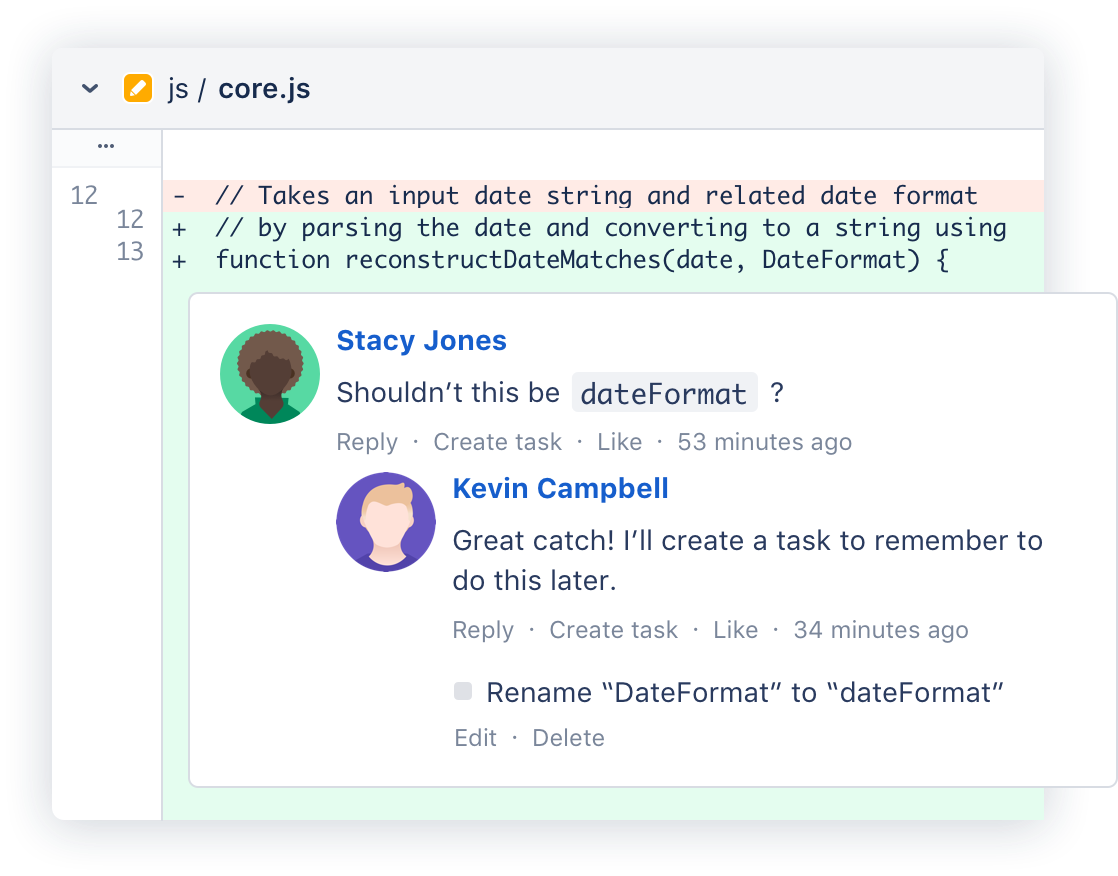 js / core.js
...
12 - // Takes an input date string and related date format
12 + // by parsing the date and converting to a string using
13 + function reconstructDateMatches(date, DateFormat) {
Stacy Jones
Shouldn’t this be dateFormat ?
Reply · Create task · Like · 53 minutes ago
Kevin Campbell
Great catch! I’ll create a task to remember to
do this later.
Reply · Create task · Like · 34 minutes ago
Rename “DateFormat” to “dateFormat”
Edit · Delete